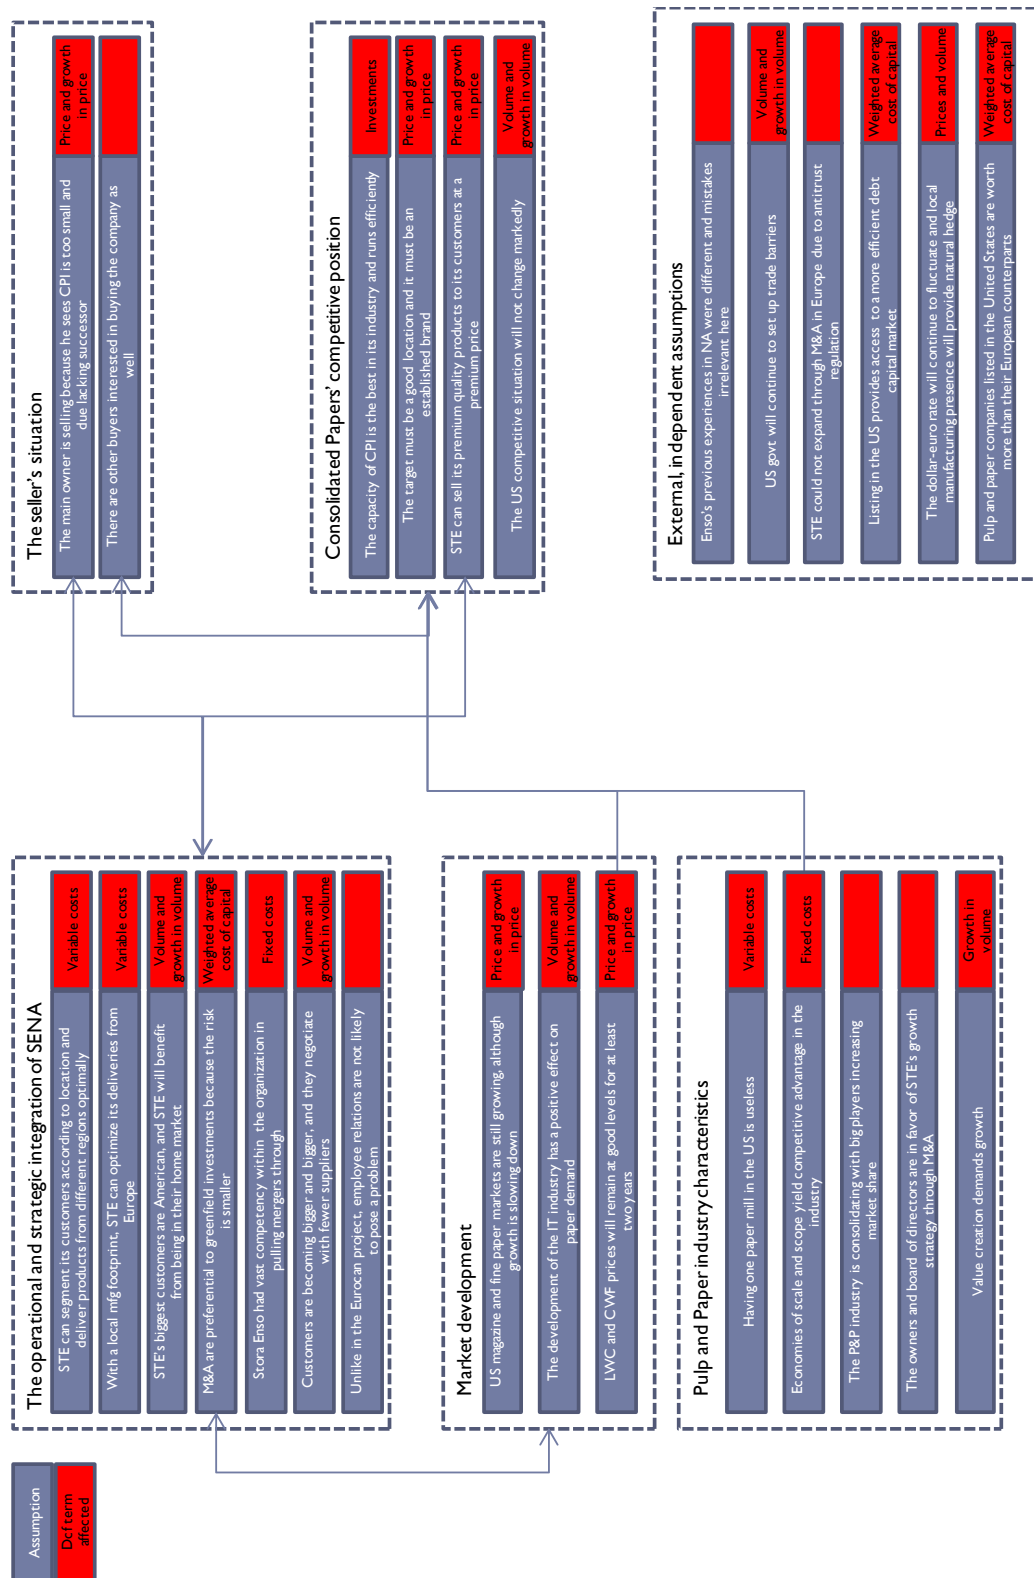 Assumption
Dcf term
affected
The operational and strategic integration of SENA
STE can segment its customers according to location and
deliver products from different regions optimally
Variable costs
With a local mfg footprint, STE can optimize its deliveries from
Europe
Variable costs
STE's biggest customers are American, and STE will benefit
from being in their home market
Volume and
growth in volume
M&A are preferential to greenfield investments because the risk
is smaller
Weighted average
cost of capital
Stora Enso had vast competency within the organization in
pulling mergers through
Fixed costs
Customers are becoming bigger and bigger, and they negotiate
with fewer suppliers
Volume and
growth in volume
Unlike in the Eurocan project, employee relations are not likely
to pose a problem
Market development
US magazine and fine paper markets are still growing, although
growth is slowing down
Price and growth
in price
The development of the IT industry has a positive effect on
paper demand
Volume and
growth in volume
LWC and CWF prices will remain at good levels for at least
two years
Price and growth
in price
Pulp and Paper industry characteristics
Having one paper mill in the US is useless
Variable costs
Economies of scale and scope yield competitive advantage in the
industry
Fixed costs
The P&P industry is consolidating with big players increasing
market share
The owners and board of directors are in favor of STE's growth
strategy through M&A
Value creation demands growth
Growth in
volume
The seller's situation
The main owner is selling because he sees CPI is too small and
due lacking successor
Price and growth
in price
There are other buyers interested in buying the company as
well
Consolidated Papers' competitive position
The capacity of CPI is the best in its industry and runs efficiently
Investments
The target must be a good location and it must be an
established brand
Price and growth
in price
STE can sell its premium quality products to its customers at a
premium price
Price and growth
in price
The US competitive situation will not change markedly
Volume and
growth in volume
External, independent assumptions
Enso's previous experiences in NA were different and mistakes
irrelevant here
US govt will continue to set up trade barriers
Volume and
growth in volume
STE could not expand through M&A in Europe due to antitrust
regulation
Listing in the US provides access to a more efficient debt
capital market
Weighted average
cost of capital
The dollar-euro rate will continue to fluctuate and local
manufacturing presence will provide natural hedge
Prices and volume
Pulp and paper companies listed in the United States are worth
more than their European counterparts
Weighted average
cost of capital